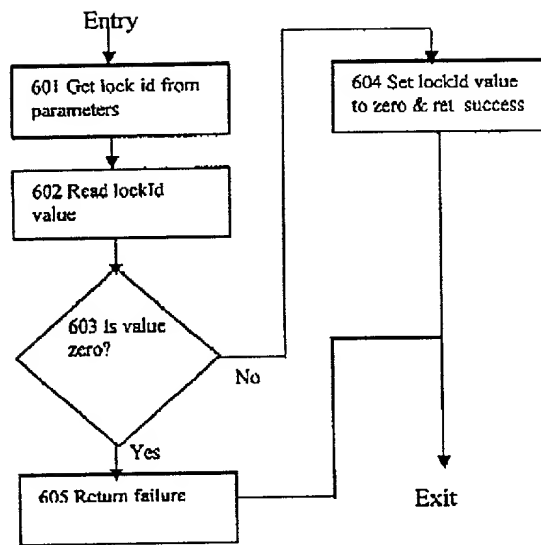 Entry
601 Get lock id from
parameters
602 Read lockId
value
603 Is value
zero?
No
Yes
605 Return failure
604 Set lockId value
to zero & ret success
Exit